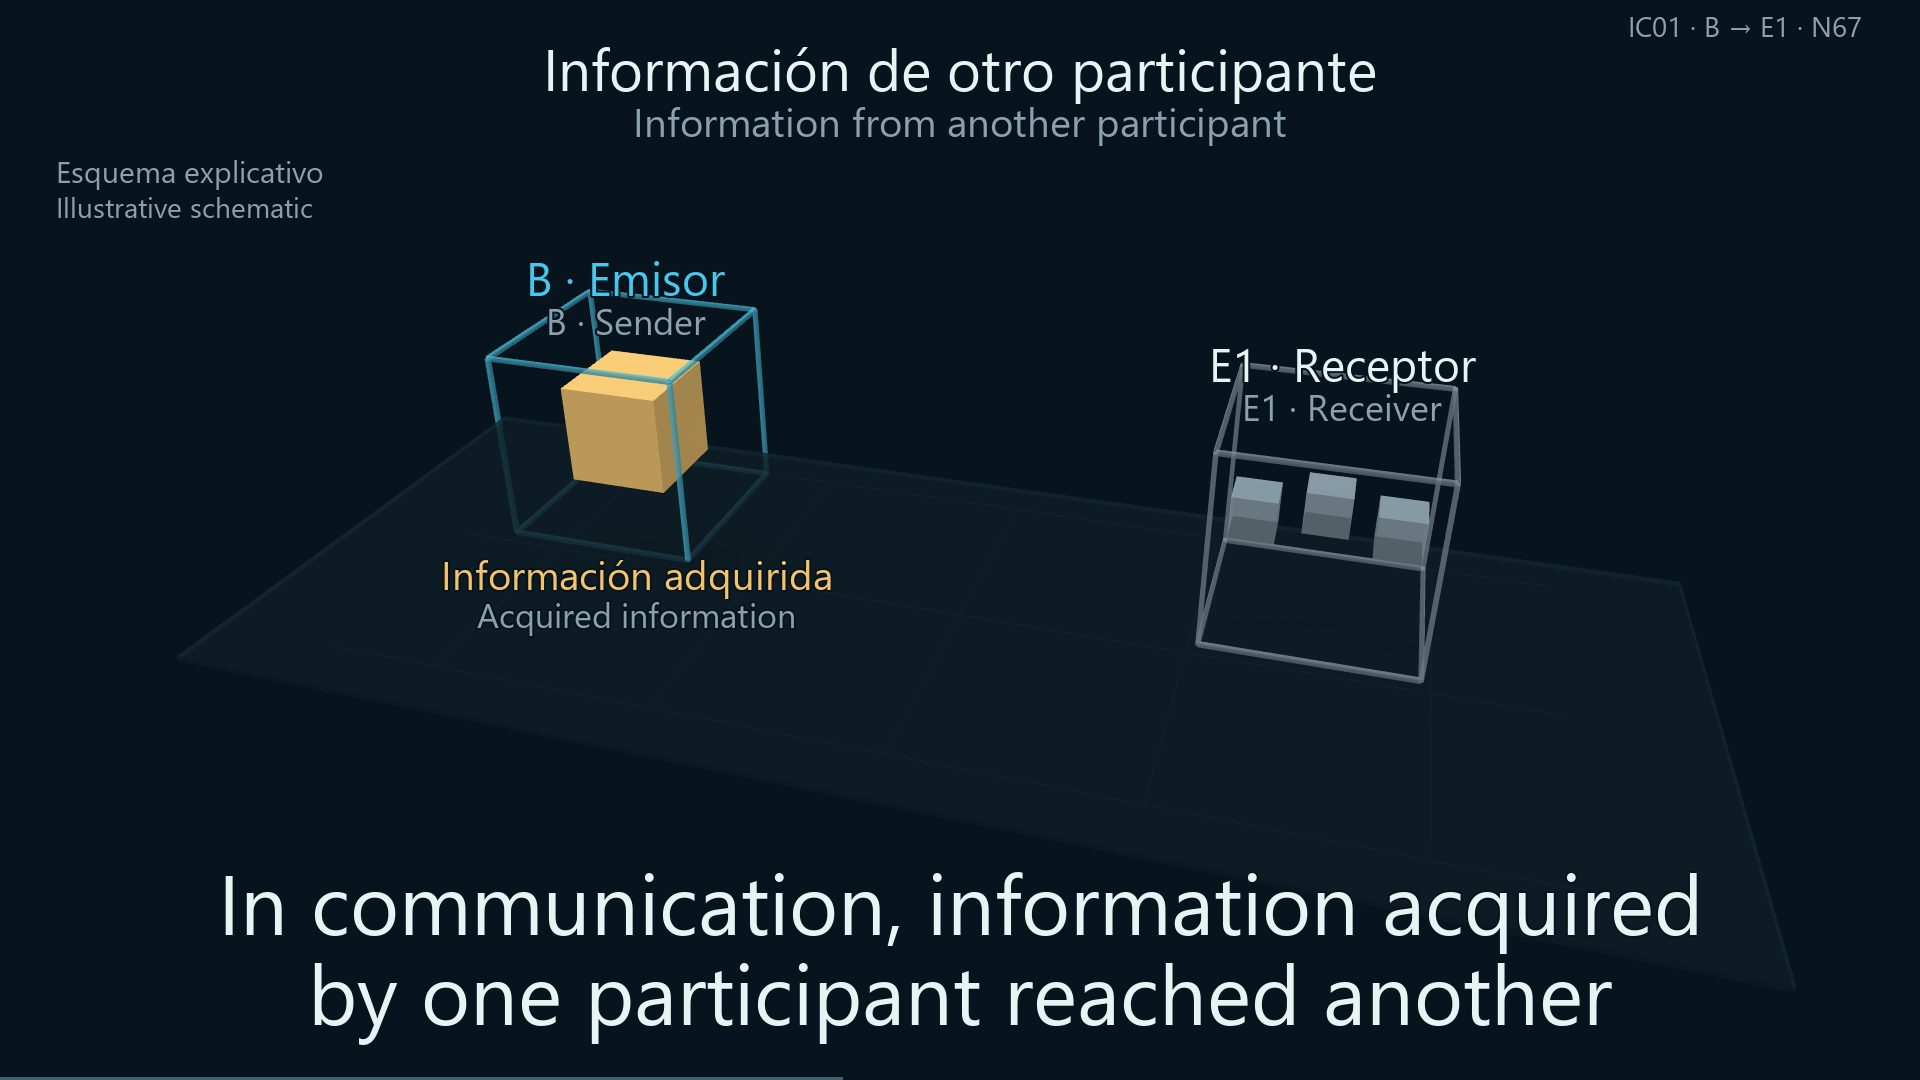 IC01 · B → E1 · N67
Información de otro participante
Information from another participant
Esquema explicativo
Illustrative schematic
B · Emisor
B · Sender
E1 · Receptor
E1 · Receiver
Información adquirida
Acquired information
In communication, information acquired
by one participant reached another